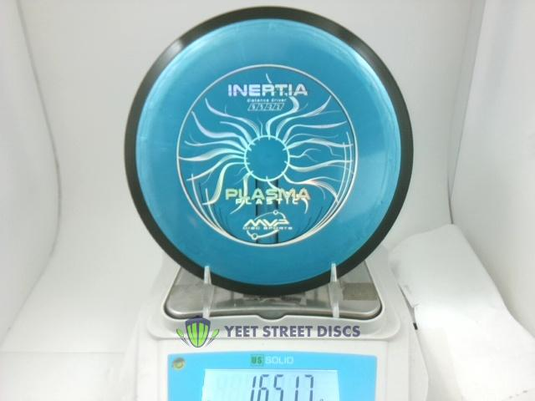 INERTIA
Distance Driver
PLASMA
PLASTIC
MVP
DISC SPORTS
YEET STREET DISCS
US SOLID
165.17